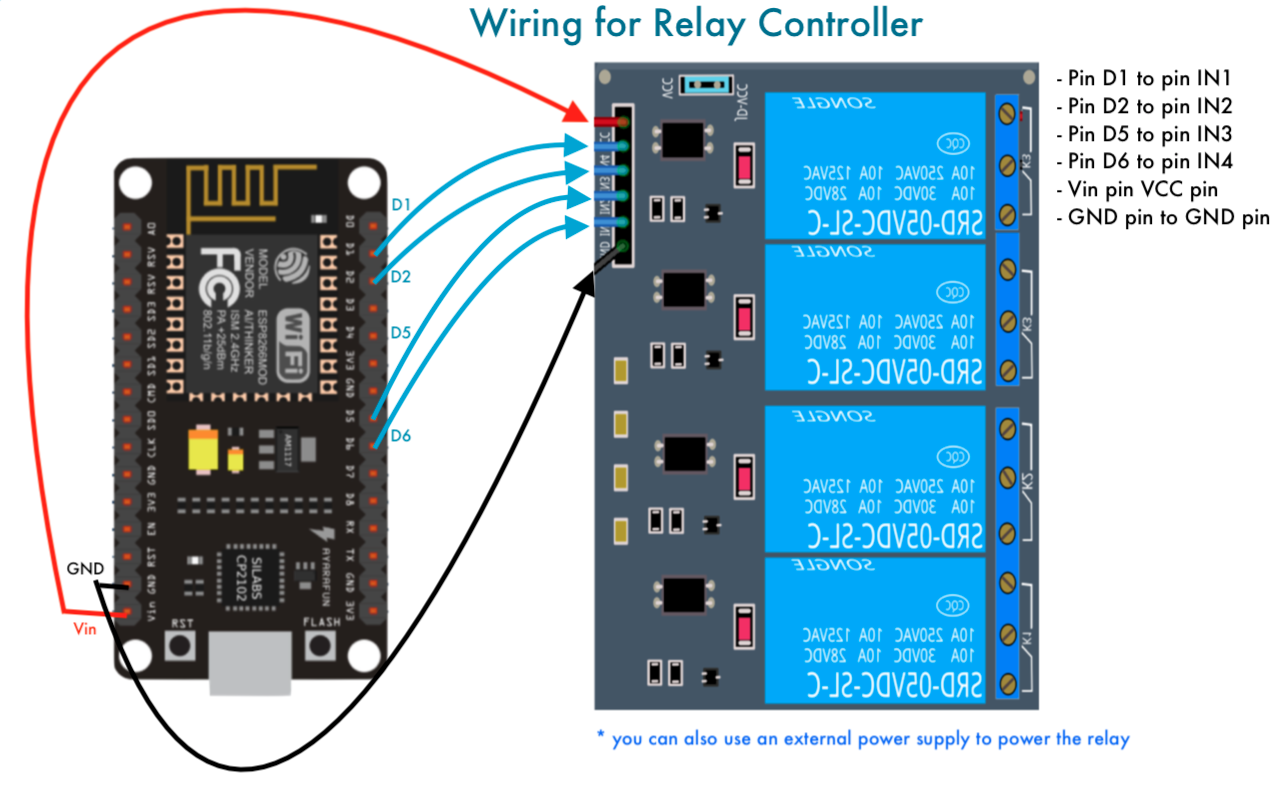 Wiring for Relay Controller
- Pin D1 to pin IN1
- Pin D2 to pin IN2
- Pin D5 to pin IN3
- Pin D6 to pin IN4
- Vin pin VCC pin
- GND pin to GND pin
D1
D2
D5
D6
GND
Vin
A0
RSV
RSV
SD3
SD2
SD1
CMD
SD0
CLK
GND
3V3
EN
RST
GND
Vin
D0
D1
D2
D3
D4
3V3
GND
D5
D6
D7
D8
RX
TX
GND
3V3
FC
MODEL
VENDOR
ESP8266MOD
AI/THINKER
ISM 2.4GHz
PA +25dBm
802.11b/g/n
WiFi
AM1117
SILABS
CP2102
AYARAFUN
RST
FLASH
VCC
JD-VCC
SONGLE
CQC
10A 250VAC 10A 125VAC
10A 30VDC 10A 28VDC
SRD-05VDC-SL-C
K3
SONGLE
CQC
10A 250VAC 10A 125VAC
10A 30VDC 10A 28VDC
SRD-05VDC-SL-C
K3
SONGLE
CQC
10A 250VAC 10A 125VAC
10A 30VDC 10A 28VDC
SRD-05VDC-SL-C
K2
SONGLE
CQC
10A 250VAC 10A 125VAC
10A 30VDC 10A 28VDC
SRD-05VDC-SL-C
K1
* you can also use an external power supply to power the relay